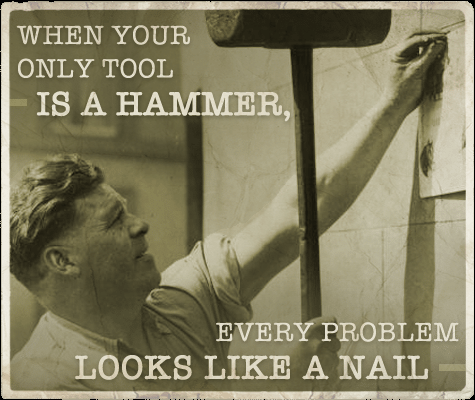 WHEN YOUR
ONLY TOOL
IS A HAMMER,
EVERY PROBLEM
LOOKS LIKE A NAIL